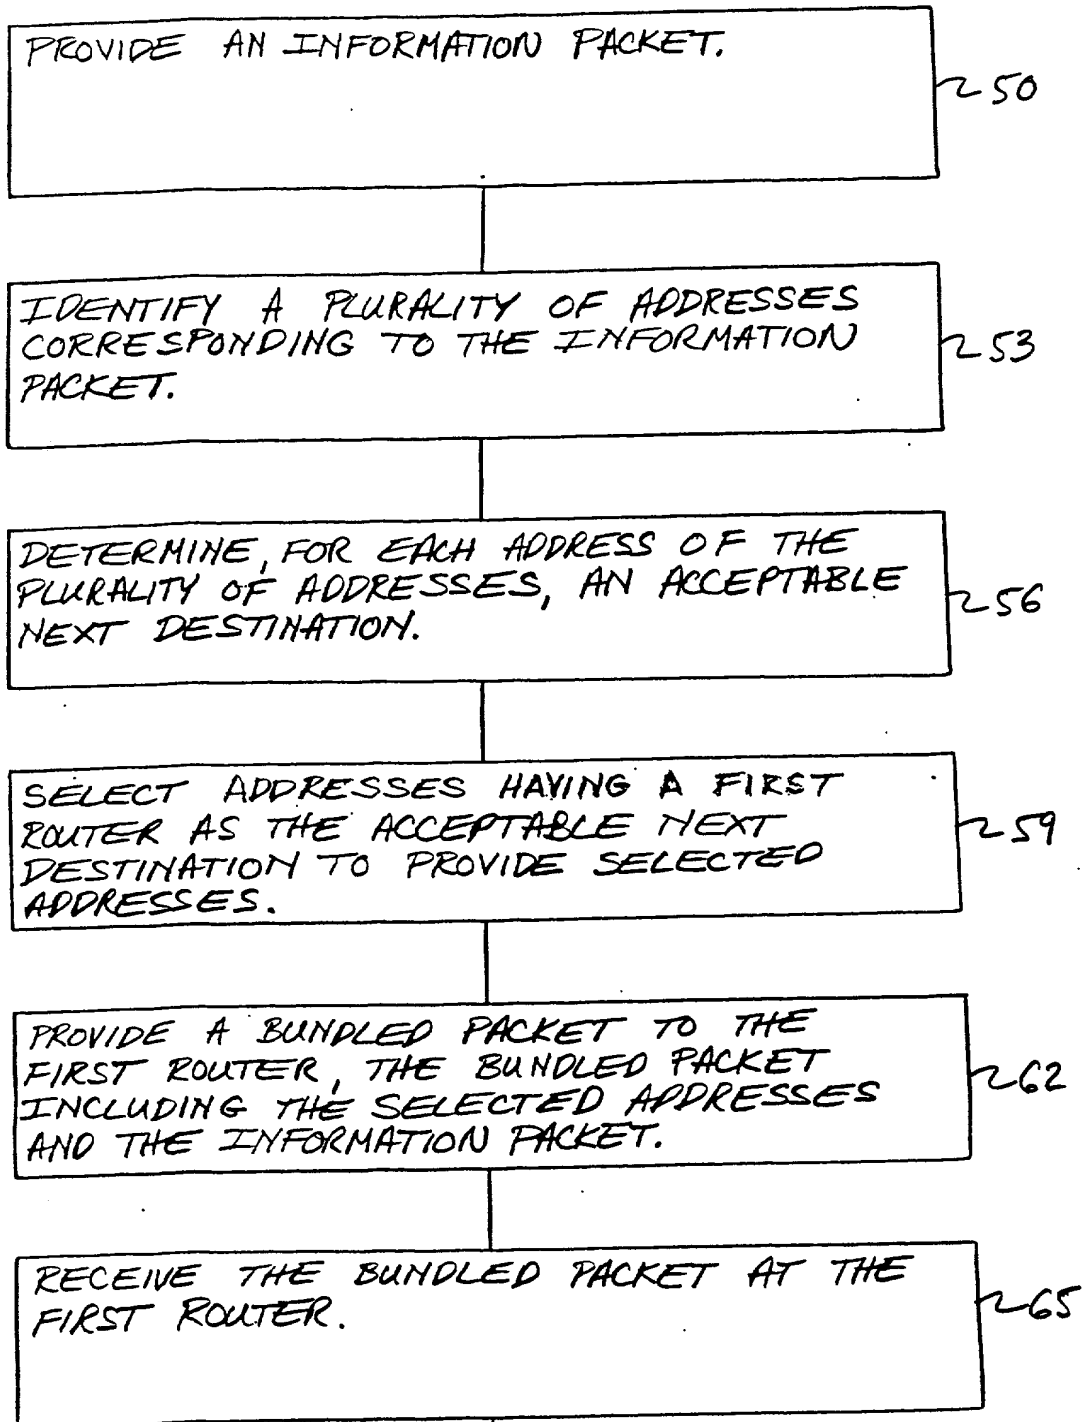 PROVIDE AN INFORMATION PACKET.
50
IDENTIFY A PLURALITY OF ADDRESSES
CORRESPONDING TO THE INFORMATION
PACKET.
53
DETERMINE, FOR EACH ADDRESS OF THE
PLURALITY OF ADDRESSES, AN ACCEPTABLE
NEXT DESTINATION.
56
SELECT ADDRESSES HAVING A FIRST
ROUTER AS THE ACCEPTABLE NEXT
DESTINATION TO PROVIDE SELECTED
ADDRESSES.
59
PROVIDE A BUNDLED PACKET TO THE
FIRST ROUTER, THE BUNDLED PACKET
INCLUDING THE SELECTED ADDRESSES
AND THE INFORMATION PACKET.
62
RECEIVE THE BUNDLED PACKET AT THE
FIRST ROUTER.
65